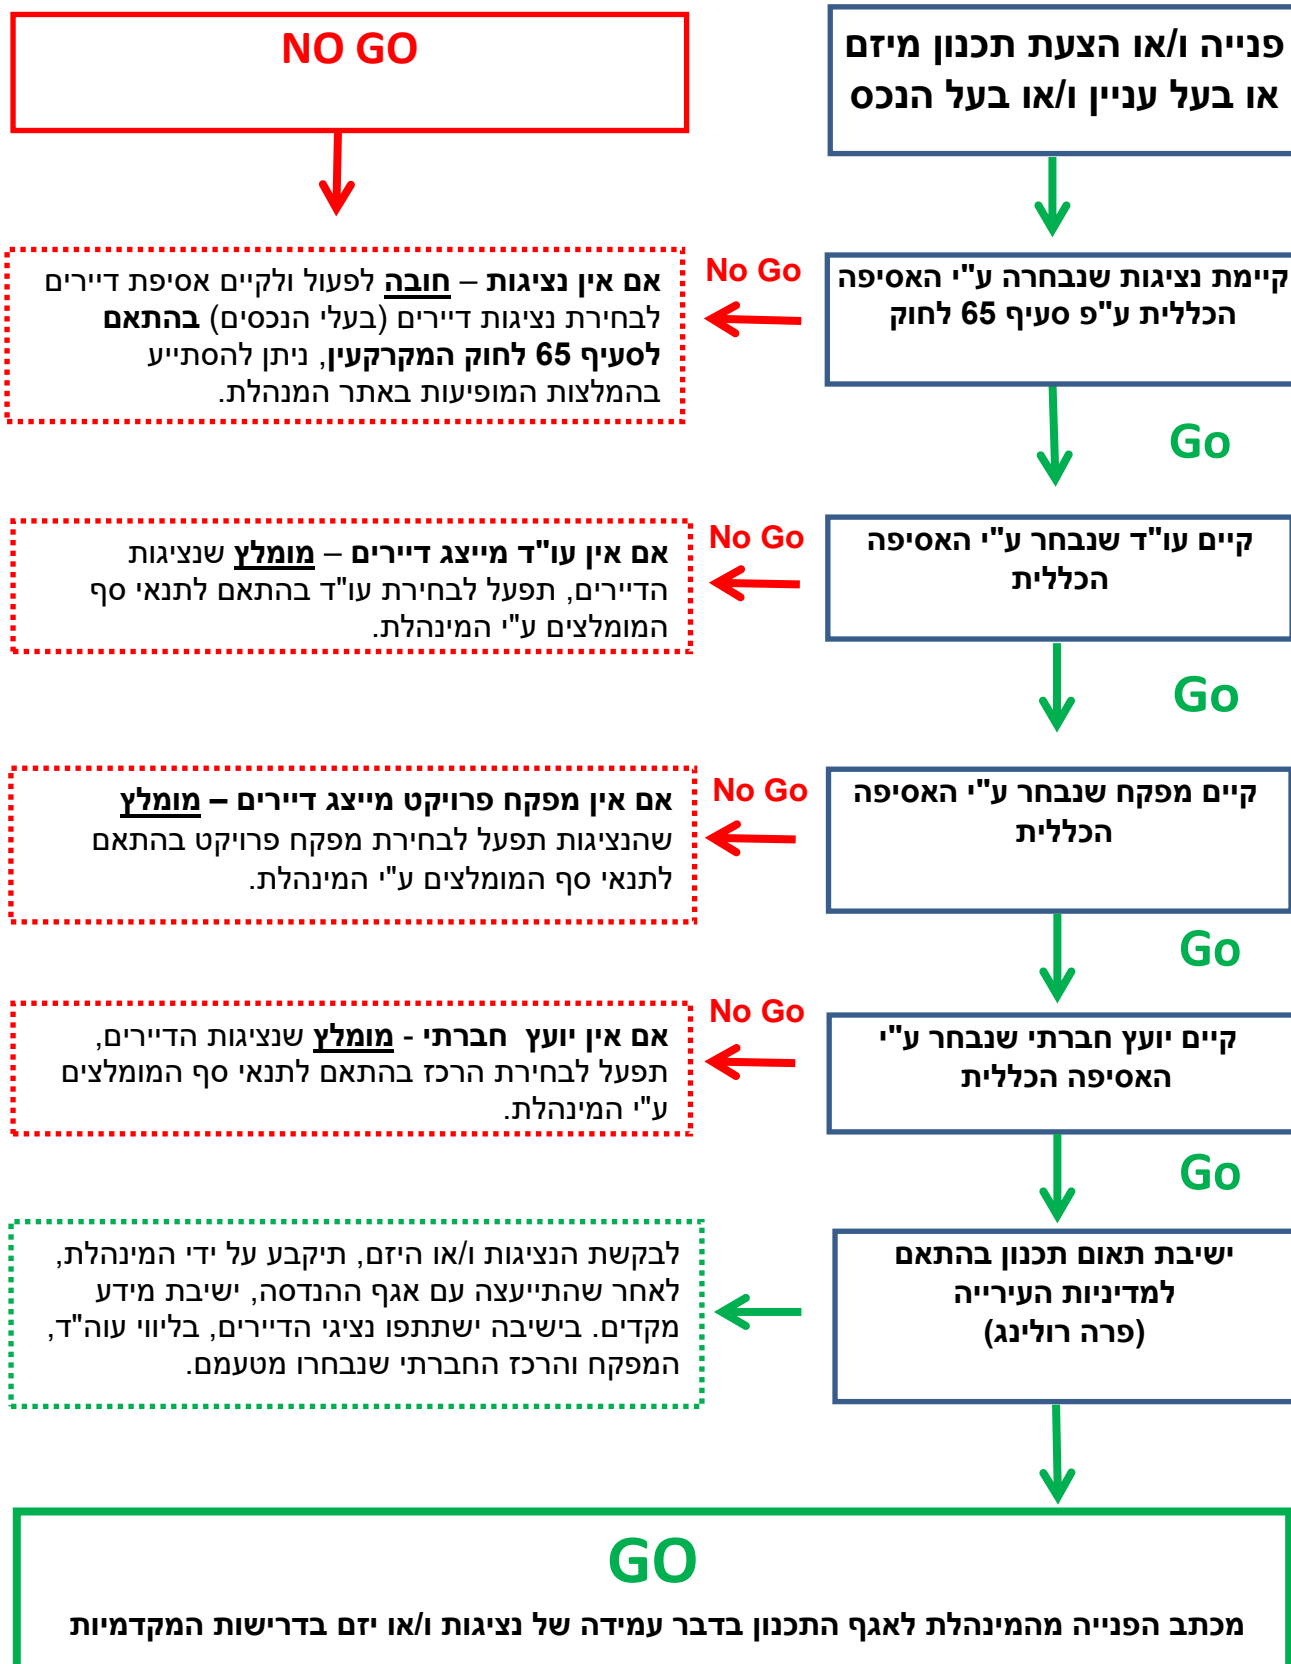 פנייה ו/או הצעת תכנון מיזם
או בעל עניין ו/או בעל הנכס
NO GO
קיימת נציגות שנבחרה ע"י האסיפה
הכללית ע"פ סעיף 65 לחוק
No Go
אם אין נציגות – חובה לפעול ולקיים אסיפת דיירים
לבחירת נציגות דיירים (בעלי הנכסים) בהתאם
לסעיף 65 לחוק המקרקעין, ניתן להסתייע
בהמלצות המופיעות באתר המנהלת.
Go
קיים עו"ד שנבחר ע"י האסיפה
הכללית
No Go
אם אין עו"ד מייצג דיירים – מומלץ שנציגות
הדיירים, תפעל לבחירת עו"ד בהתאם לתנאי סף
המומלצים ע"י המינהלת.
Go
קיים מפקח שנבחר ע"י האסיפה
הכללית
No Go
אם אין מפקח פרויקט מייצג דיירים – מומלץ
שהנציגות תפעל לבחירת מפקח פרויקט בהתאם
לתנאי סף המומלצים ע"י המינהלת.
Go
קיים יועץ חברתי שנבחר ע"י
האסיפה הכללית
No Go
אם אין יועץ  חברתי - מומלץ שנציגות הדיירים,
תפעל לבחירת הרכז בהתאם לתנאי סף המומלצים
ע"י המינהלת.
Go
ישיבת תאום תכנון בהתאם
למדיניות העירייה
(פרה רולינג)
לבקשת הנציגות ו/או היזם, תיקבע על ידי המינהלת,
לאחר שהתייעצה עם אגף ההנדסה, ישיבת מידע
מקדים. בישיבה ישתתפו נציגי הדיירים, בליווי עוה"ד,
המפקח והרכז החברתי שנבחרו מטעמם.
GO
מכתב הפנייה מהמינהלת לאגף התכנון בדבר עמידה של נציגות ו/או יזם בדרישות המקדמיות